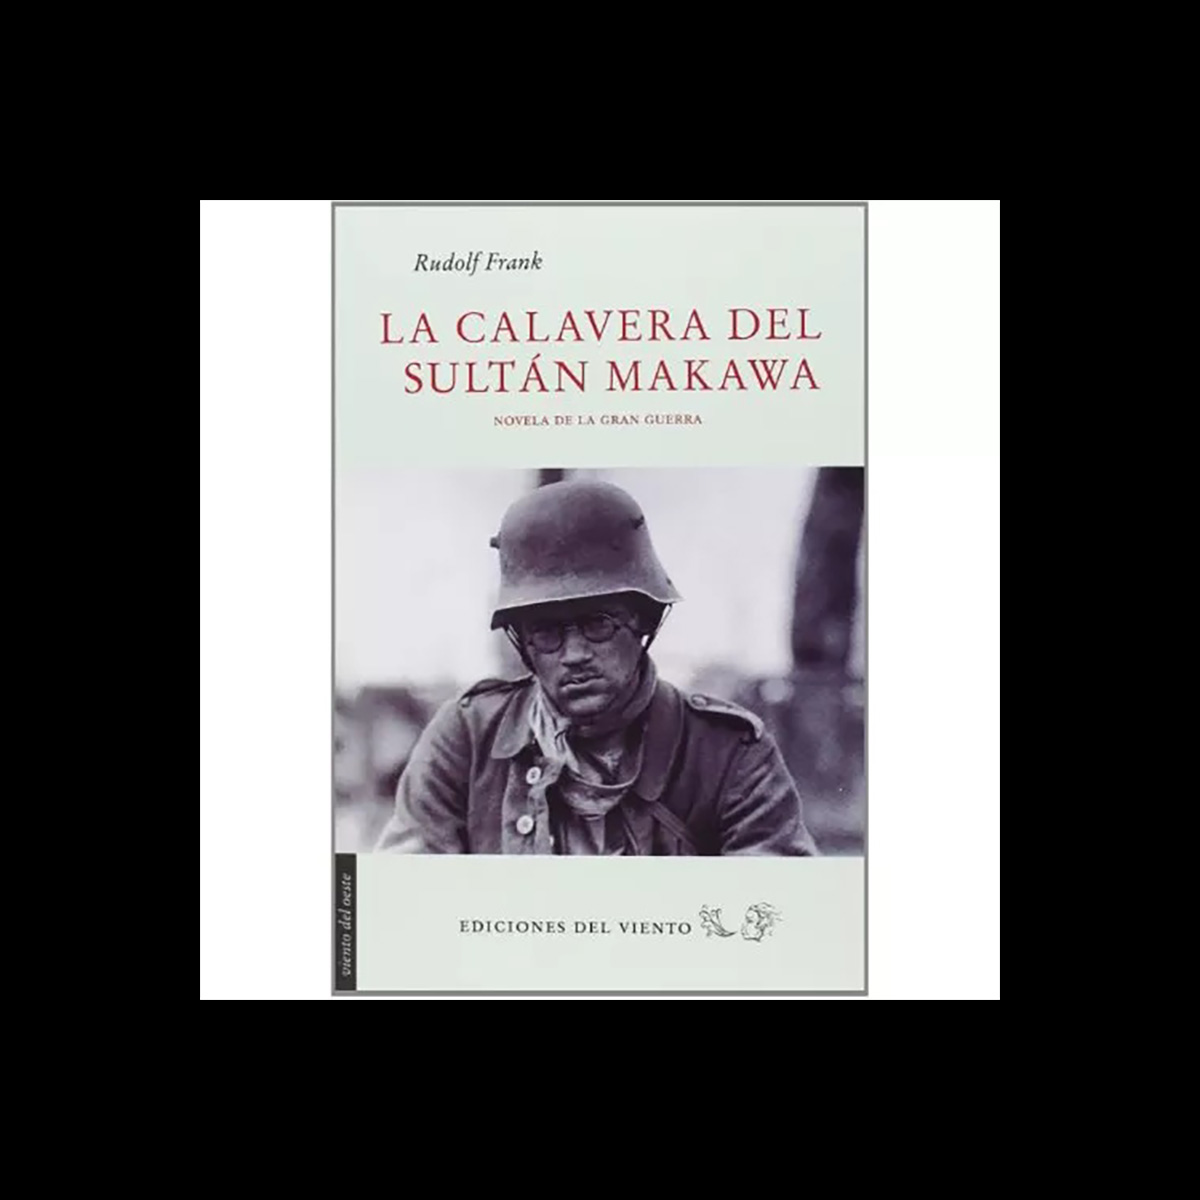 Rudolf Frank
LA CALAVERA DEL
SULTÁN MAKAWA
NOVELA DE LA GRAN GUERRA
viento del oeste
EDICIONES DEL VIENTO